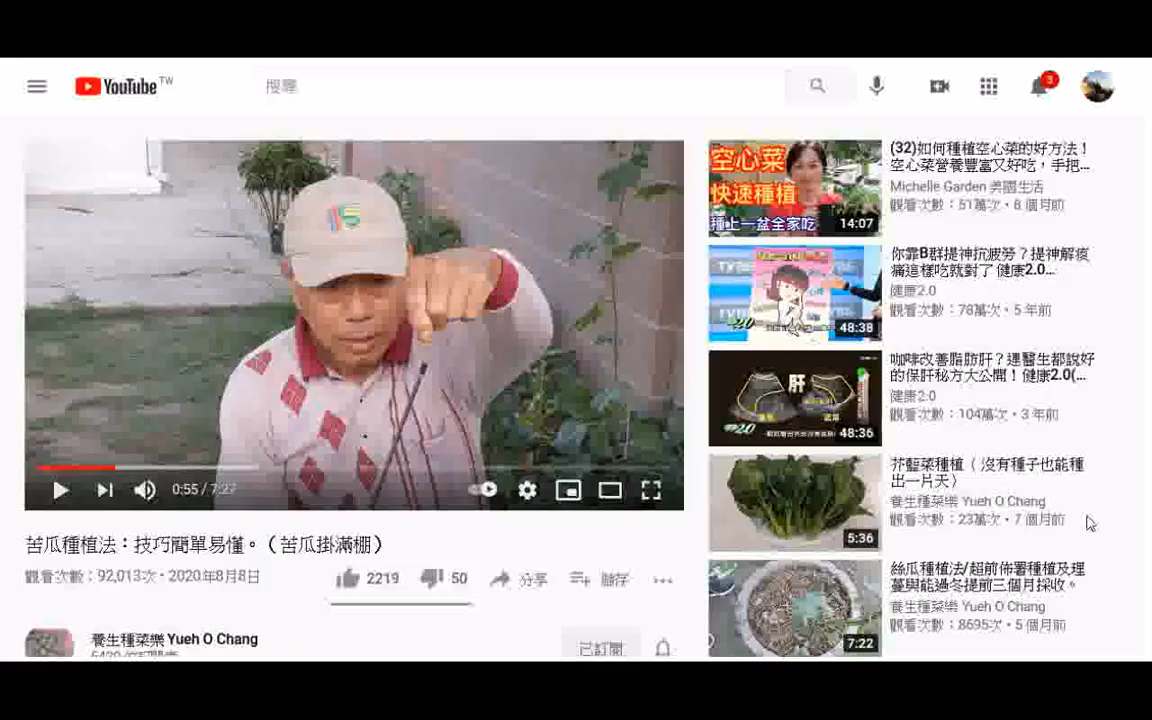 YouTube TW
搜尋
3
0:55 / 7:27
苦瓜種植法：技巧簡單易懂。（苦瓜掛滿棚）
觀看次數：92,013次・2020年8月8日
2219
50
分享
儲存
養生種菜樂 Yueh O Chang
已訂閱
空心菜
快速種植
種上一盆全家吃
14:07
(32)如何種植空心菜的好方法！
空心菜營養豐富又好吃，手把...
Michelle Garden 美園生活
觀看次數：51萬次・8 個月前
48:38
你靠B群提神抗疲勞？提神解痠
痛這樣吃就對了 健康2.0...
健康2.0
觀看次數：78萬次・5 年前
肝
48:36
咖啡改善脂肪肝？連醫生都說好
的保肝秘方大公開！健康2.0(...
健康2.0
觀看次數：104萬次・3 年前
5:36
芥藍菜種植（ 沒有種子也能種
出一片天）
養生種菜樂 Yueh O Chang
觀看次數：23萬次・7 個月前
7:22
絲瓜種植法/超前佈署種植及埋
蔓與能過冬提前三個月採收。
養生種菜樂 Yueh O Chang
觀看次數：8695次・5 個月前